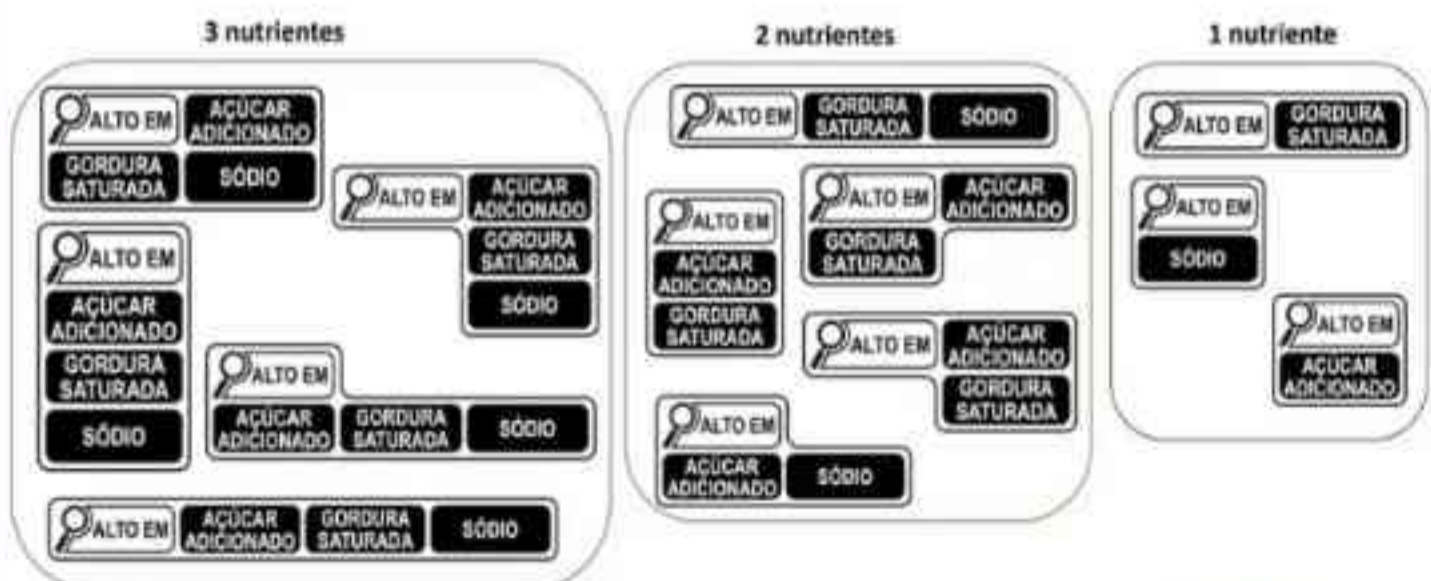 3 nutrientes
ALTO EM
AÇÚCAR
ADICIONADO
GORDURA
SATURADA
SÓDIO
ALTO EM
AÇÚCAR
ADICIONADO
GORDURA
SATURADA
SÓDIO
ALTO EM
AÇÚCAR
ADICIONADO
GORDURA
SATURADA
SÓDIO
ALTO EM
AÇÚCAR
ADICIONADO
GORDURA
SATURADA
SÓDIO
ALTO EM
AÇÚCAR
ADICIONADO
GORDURA
SATURADA
SÓDIO
2 nutrientes
ALTO EM
GORDURA
SATURADA
SÓDIO
ALTO EM
AÇÚCAR
ADICIONADO
GORDURA
SATURADA
ALTO EM
AÇÚCAR
ADICIONADO
GORDURA
SATURADA
ALTO EM
AÇÚCAR
ADICIONADO
GORDURA
SATURADA
ALTO EM
AÇÚCAR
ADICIONADO
SÓDIO
1 nutriente
ALTO EM
GORDURA
SATURADA
ALTO EM
SÓDIO
ALTO EM
AÇÚCAR
ADICIONADO